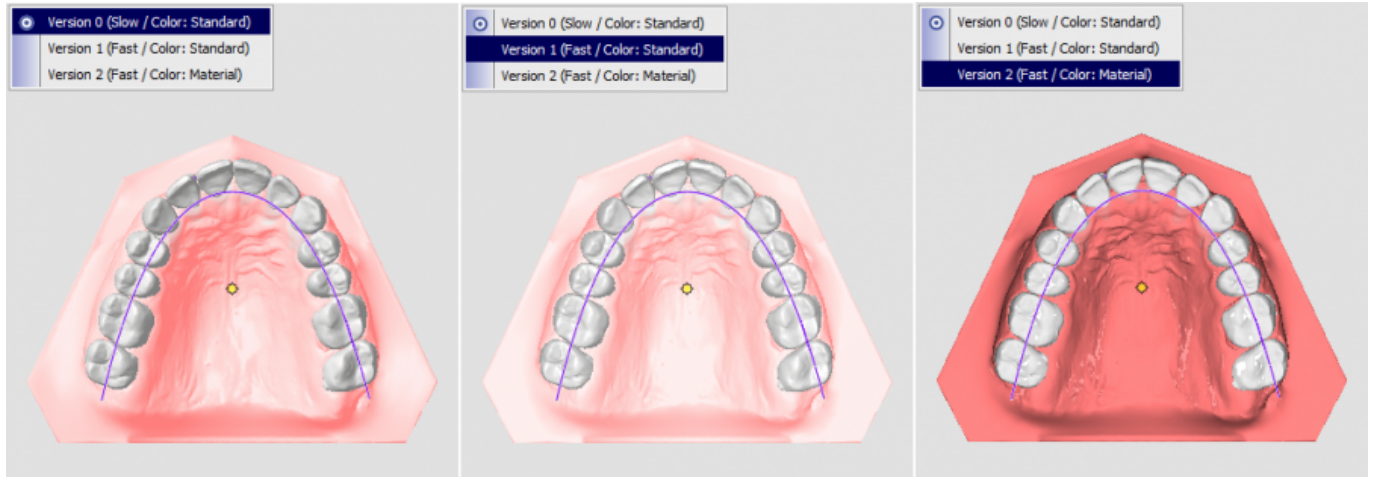 Version 0 (Slow / Color: Standard)
Version 1 (Fast / Color: Standard)
Version 2 (Fast / Color: Material)
Version 0 (Slow / Color: Standard)
Version 1 (Fast / Color: Standard)
Version 2 (Fast / Color: Material)
Version 0 (Slow / Color: Standard)
Version 1 (Fast / Color: Standard)
Version 2 (Fast / Color: Material)